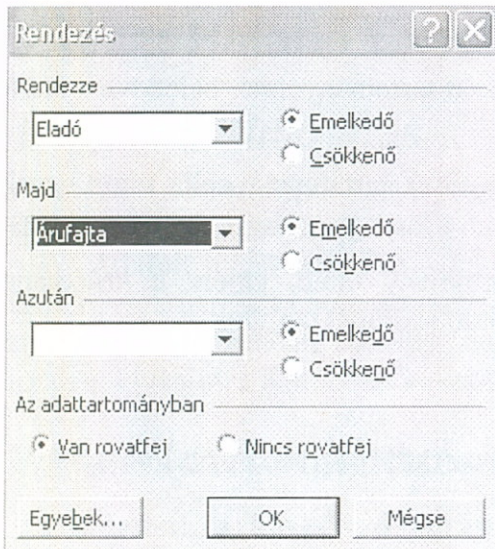 Rendezés
Rendezze
Eladó
Emelkedő
Csökkenő
Majd
Árufajta
Emelkedő
Csökkenő
Azután
Emelkedő
Csökkenő
Az adattartományban
Van rovatfej Nincs rovatfej
Egyebek... OK Mégse